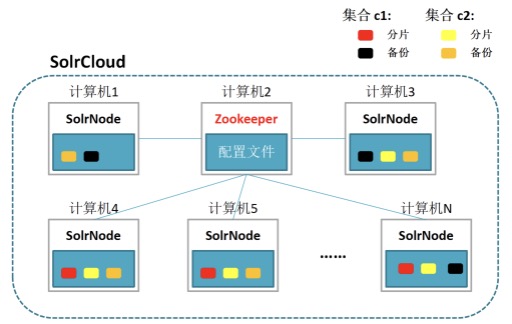 集合 c1: 集合 c2:
分片 分片
备份 备份
SolrCloud
计算机1 计算机2 计算机3
SolrNode Zookeeper SolrNode
配置文件
计算机4 计算机5 计算机N
SolrNode SolrNode SolrNode
......